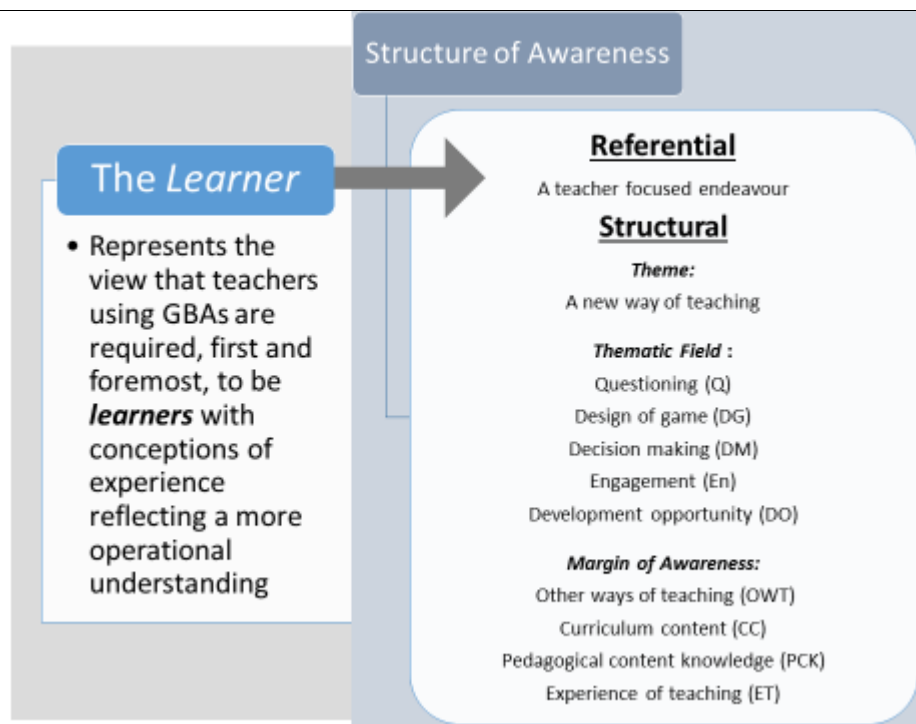 Structure of Awareness
The Learner
• Represents the
view that teachers
using GBAs are
required, first and
foremost, to be
learners with
conceptions of
experience
reflecting a more
operational
understanding
Referential
A teacher focused endeavour
Structural
Theme:
A new way of teaching
Thematic Field :
Questioning (Q)
Design of game (DG)
Decision making (DM)
Engagement (En)
Development opportunity (DO)
Margin of Awareness:
Other ways of teaching (OWT)
Curriculum content (CC)
Pedagogical content knowledge (PCK)
Experience of teaching (ET)